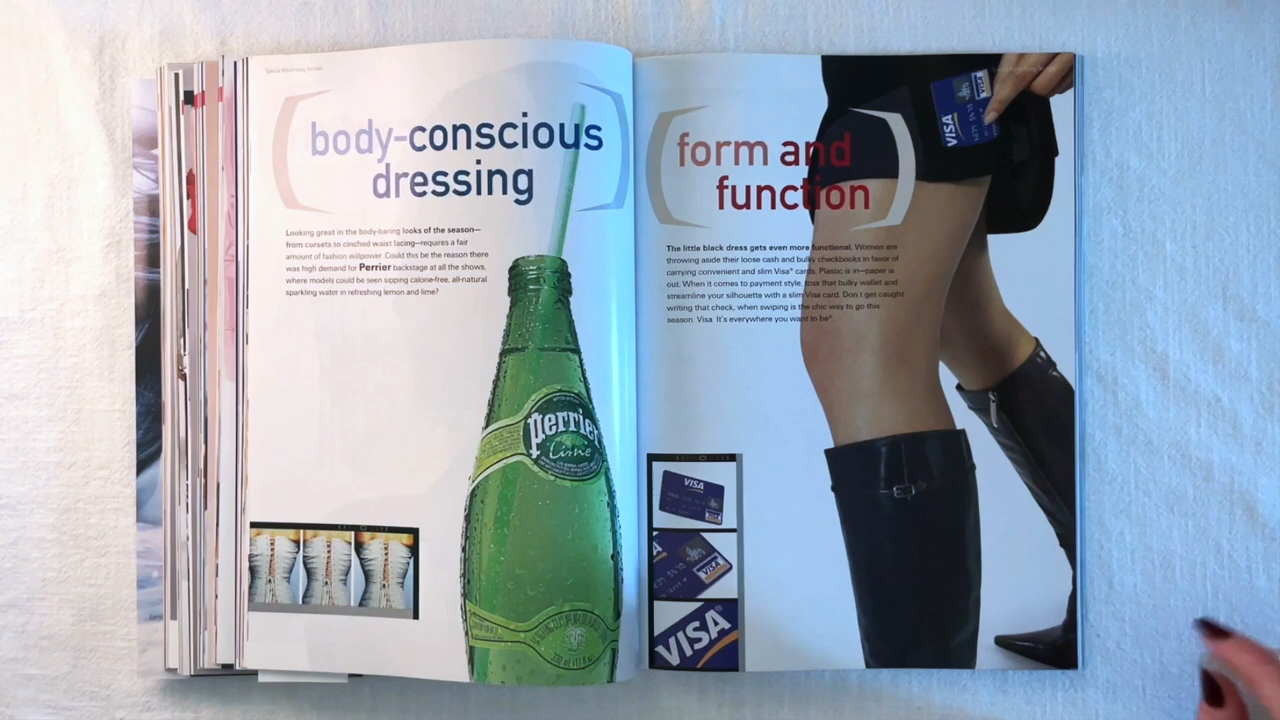 Special Advertising Section
body-conscious
dressing
Looking great in the body-baring looks of the season—
from corsets to cinched waist lacing—requires a fair
amount of fashion willpower. Could this be the reason there
was high demand for Perrier backstage at all the shows,
where models could be seen sipping calorie-free, all-natural
sparkling water in refreshing lemon and lime?
perrier
lime
form and
function
The little black dress gets even more functional. Women are
throwing aside their loose cash and bulky checkbooks in favor of
carrying convenient and slim Visa® cards. Plastic is in—paper is
out. When it comes to payment style, toss that bulky wallet and
streamline your silhouette with a slim Visa card. Don't get caught
writing that check, when swiping is the chic way to go this
season. Visa. It's everywhere you want to be®.
VISA
VISA
VISA
VISA
VISA
VISA®